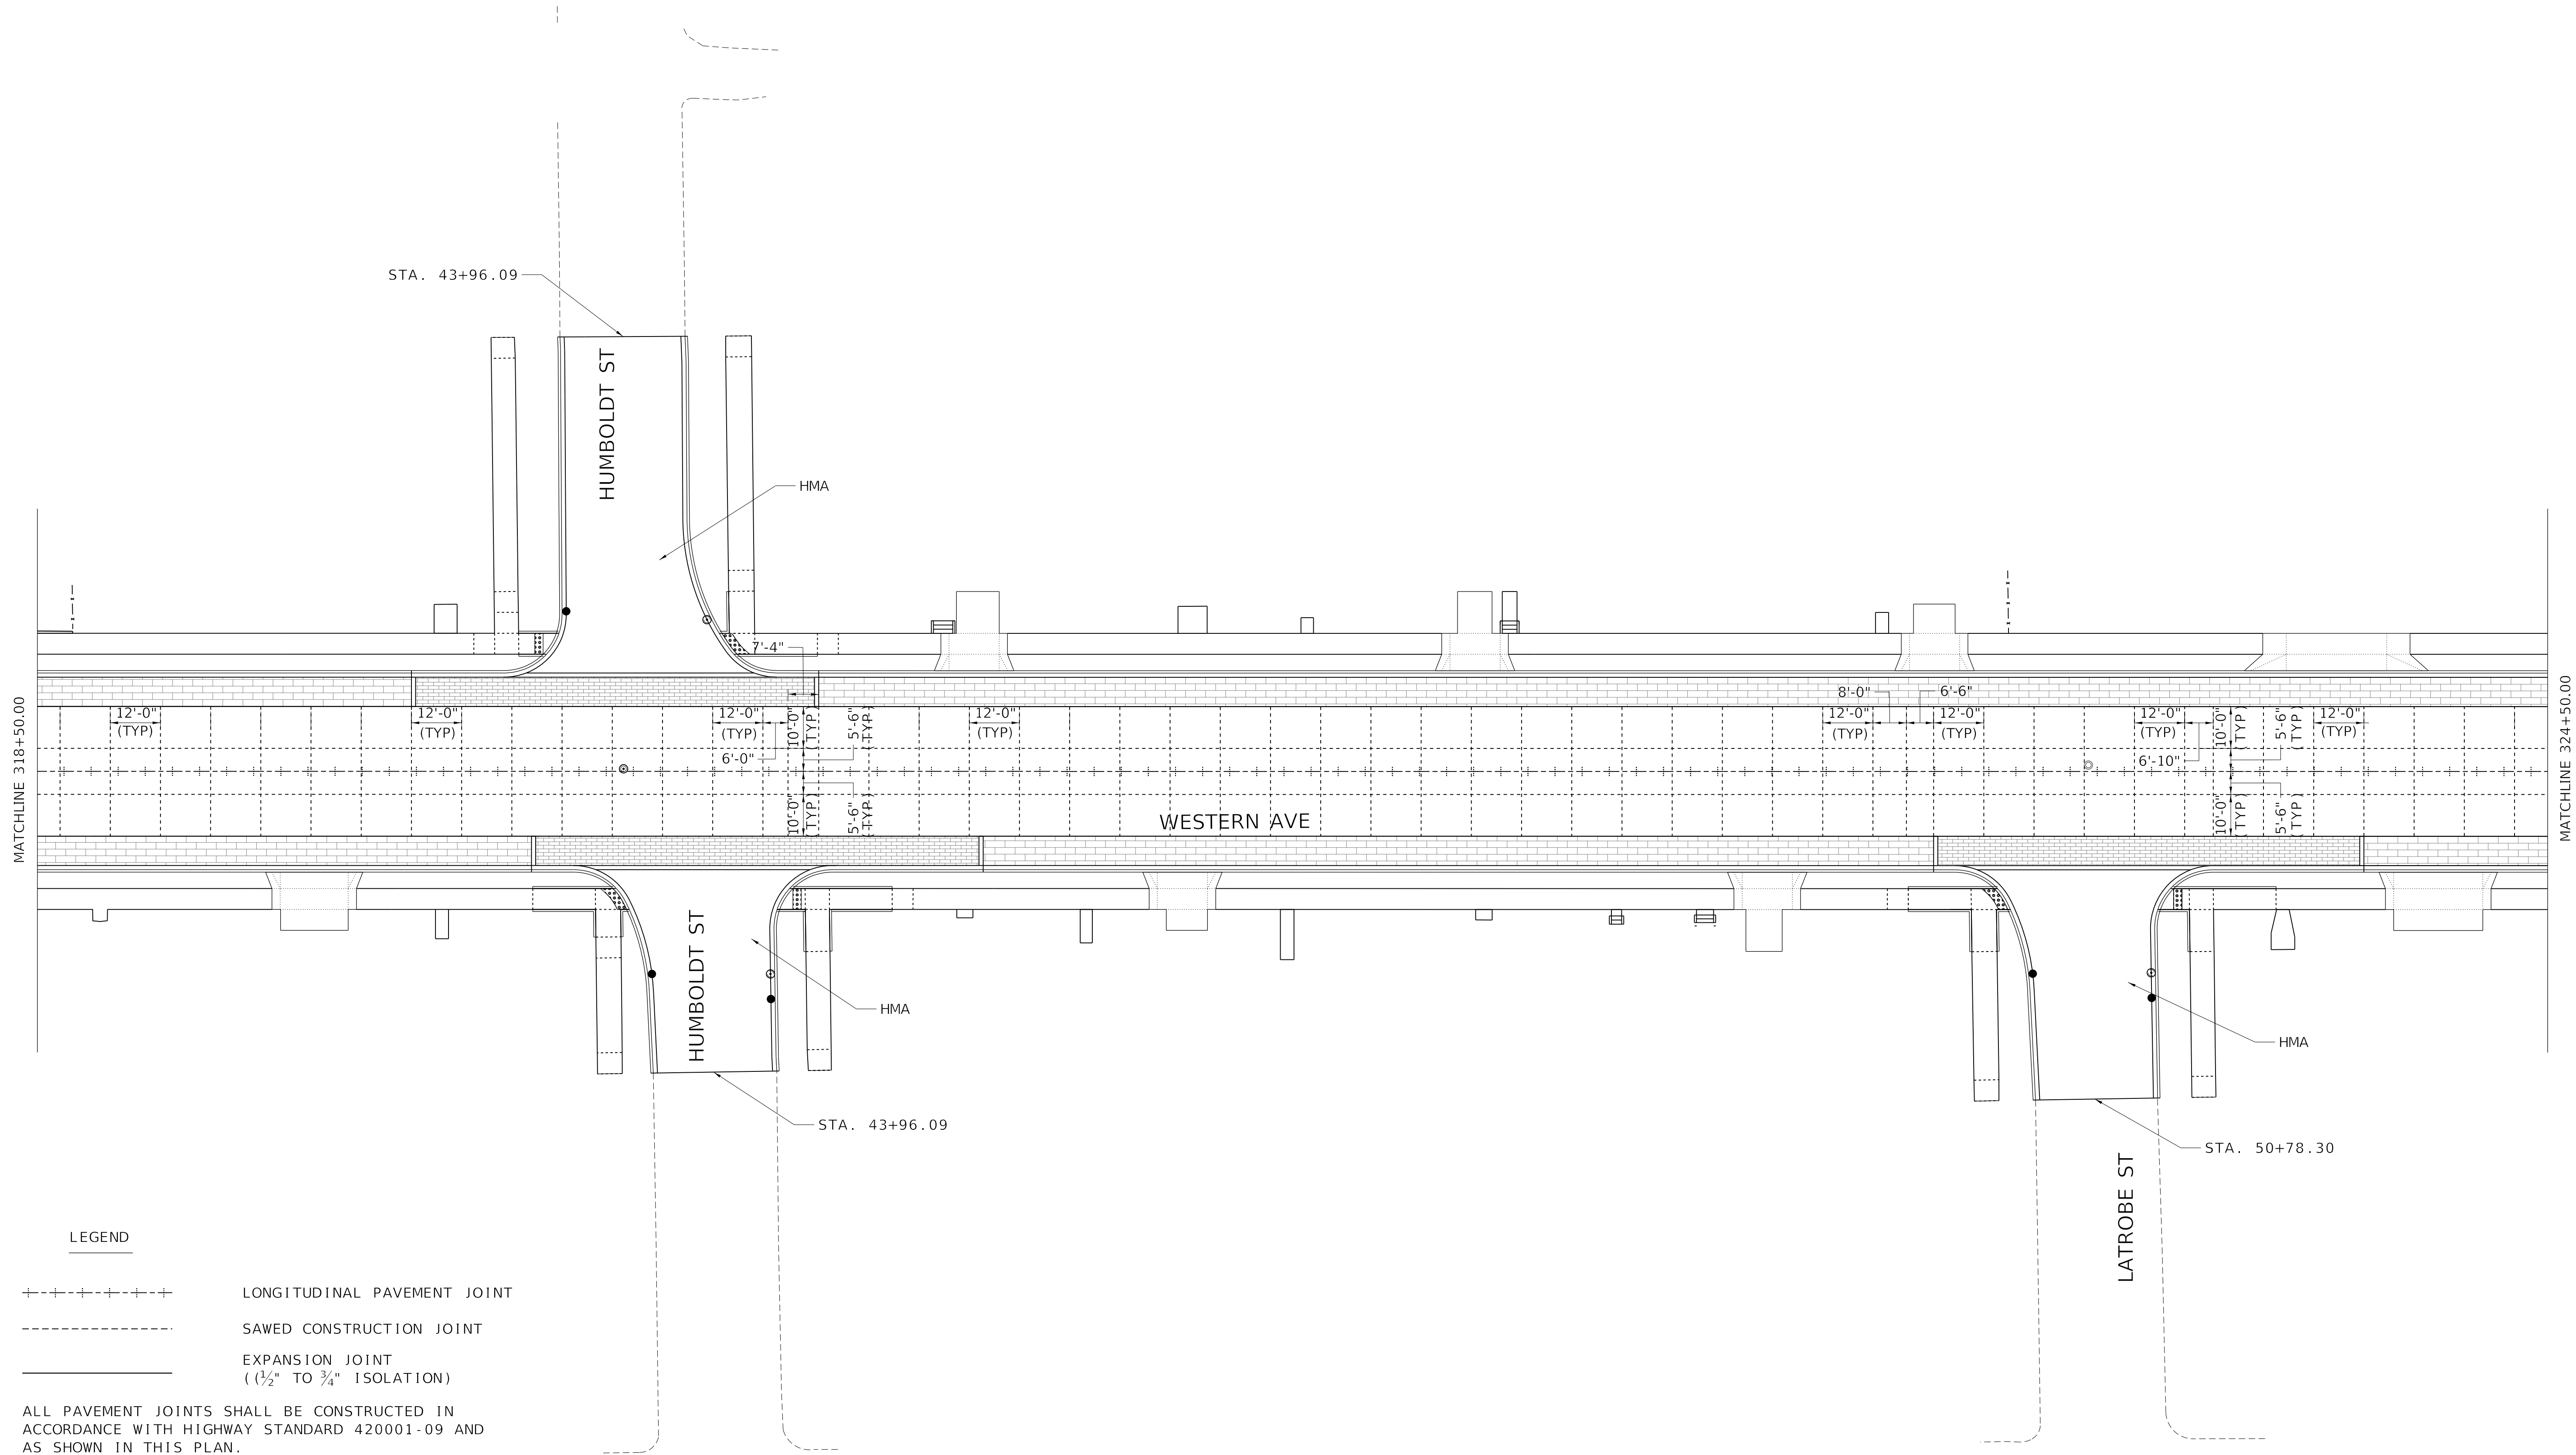 STA. 43+96.09
HUMBOLDT ST
HMA
7'-4"
8'-0"
6'-6"
12'-0"
(TYP)
12'-0"
(TYP)
12'-0"
(TYP)
10'-0"
(TYP)
5'-6"
(TYP)
12'-0"
(TYP)
12'-0"
(TYP)
12'-0"
(TYP)
12'-0"
(TYP)
10'-0"
(TYP)
5'-6"
(TYP)
12'-0"
(TYP)
6'-0"
6'-10"
MATCHLINE 318+50.00
MATCHLINE 324+50.00
10'-0"
(TYP)
5'-6"
(TYP)
WESTERN AVE
10'-0"
(TYP)
5'-6"
(TYP)
HUMBOLDT ST
HMA
HMA
STA. 43+96.09
STA. 50+78.30
LATROBE ST
LEGEND
LONGITUDINAL PAVEMENT JOINT
SAWED CONSTRUCTION JOINT
EXPANSION JOINT
((½" TO ¾" ISOLATION)
ALL PAVEMENT JOINTS SHALL BE CONSTRUCTED IN
ACCORDANCE WITH HIGHWAY STANDARD 420001-09 AND
AS SHOWN IN THIS PLAN.